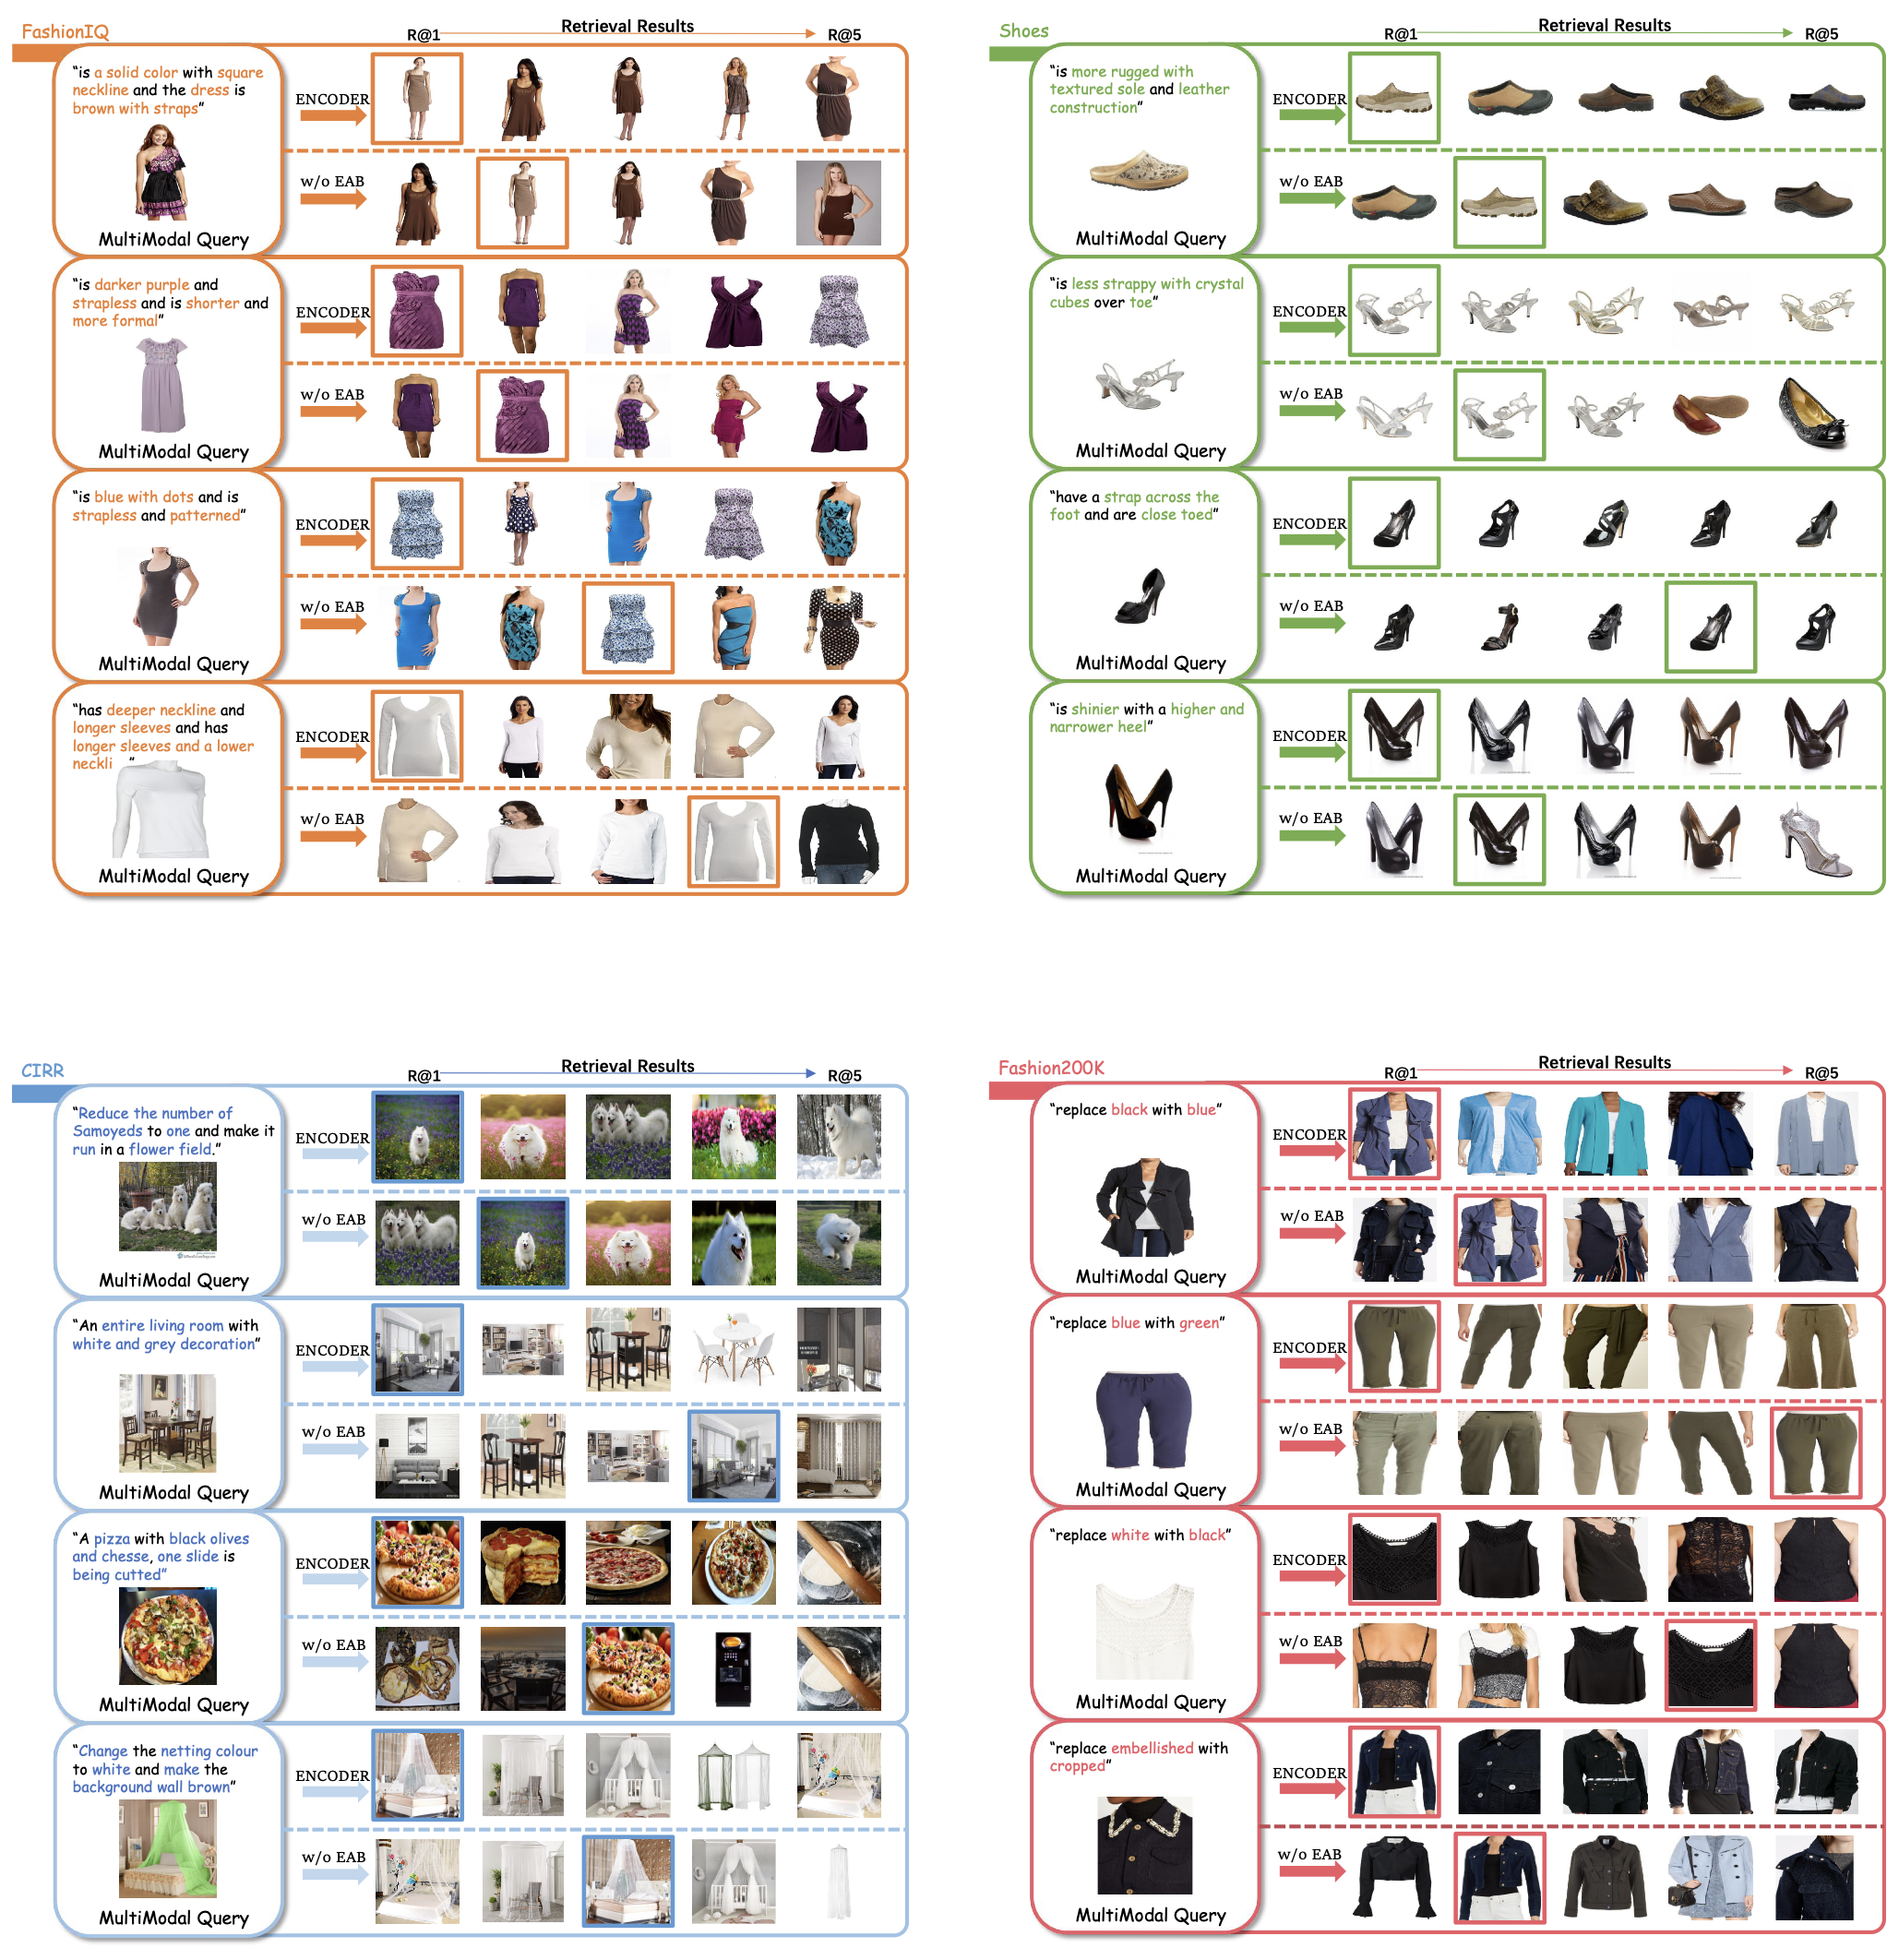 FashionIQ
Retrieval Results
R@1
R@5
“is a solid color with square
neckline and the dress is
brown with straps”
MultiModal Query
ENCODER
w/o EAB
“is darker purple and
strapless and is shorter and
more formal”
MultiModal Query
ENCODER
w/o EAB
“is blue with dots and is
strapless and patterned”
MultiModal Query
ENCODER
w/o EAB
“has deeper neckline and
longer sleeves and has
longer sleeves and a lower
neckli ”
MultiModal Query
ENCODER
w/o EAB
Shoes
Retrieval Results
R@1
R@5
“is more rugged with
textured sole and leather
construction”
MultiModal Query
ENCODER
w/o EAB
“is less strappy with crystal
cubes over toe”
MultiModal Query
ENCODER
w/o EAB
“have a strap across the
foot and are close toed”
MultiModal Query
ENCODER
w/o EAB
“is shinier with a higher and
narrower heel”
MultiModal Query
ENCODER
w/o EAB
CIRR
Retrieval Results
R@1
R@5
“Reduce the number of
Samoyeds to one and make it
run in a flower field.”
MultiModal Query
ENCODER
w/o EAB
“An entire living room with
white and grey decoration”
MultiModal Query
ENCODER
w/o EAB
“A pizza with black olives
and chesse, one slide is
being cutted”
MultiModal Query
ENCODER
w/o EAB
“Change the netting colour
to white and make the
background wall brown”
MultiModal Query
ENCODER
w/o EAB
Fashion200K
Retrieval Results
R@1
R@5
“replace black with blue”
MultiModal Query
ENCODER
w/o EAB
“replace blue with green”
MultiModal Query
ENCODER
w/o EAB
“replace white with black”
MultiModal Query
ENCODER
w/o EAB
“replace embellished with
cropped”
MultiModal Query
ENCODER
w/o EAB